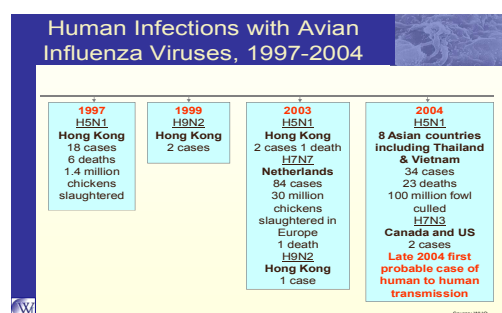 Human Infections with Avian
Influenza Viruses, 1997-2004
1997
H5N1
Hong Kong
18 cases
6 deaths
1.4 million
chickens
slaughtered
1999
H9N2
Hong Kong
2 cases
2003
H5N1
Hong Kong
2 cases 1 death
H7N7
Netherlands
84 cases
30 million
chickens
slaughtered in
Europe
1 death
H9N2
Hong Kong
1 case
2004
H5N1
8 Asian countries
including Thailand
& Vietnam
34 cases
23 deaths
100 million fowl
culled
H7N3
Canada and US
2 cases
Late 2004 first
probable case of
human to human
transmission
W